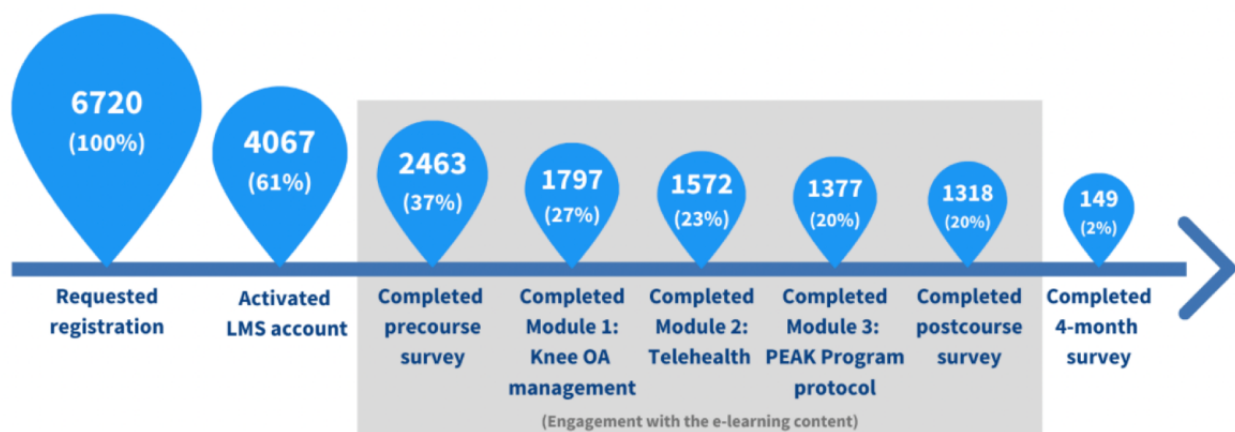 6720
(100%)
4067
(61%)
2463
(37%)
1797
(27%)
1572
(23%)
1377
(20%)
1318
(20%)
149
(2%)
Requested
registration
Activated
LMS account
Completed
precourse
survey
Completed
Module 1:
Knee OA
management
Completed
Module 2:
Telehealth
Completed
Module 3:
PEAK Program
protocol
Completed
postcourse
survey
Completed
4-month
survey
(Engagement with the e-learning content)